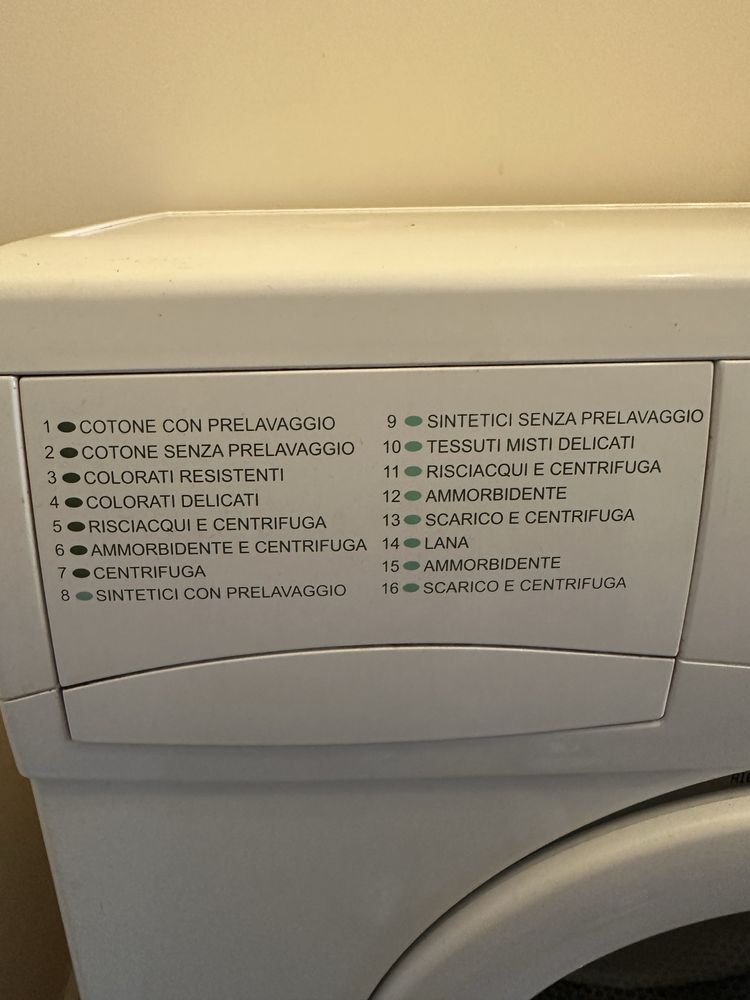 1 COTONE CON PRELAVAGGIO
2 COTONE SENZA PRELAVAGGIO
3 COLORATI RESISTENTI
4 COLORATI DELICATI
5 RISCIACQUI E CENTRIFUGA
6 AMMORBIDENTE E CENTRIFUGA
7 CENTRIFUGA
8 SINTETICI CON PRELAVAGGIO
9 SINTETICI SENZA PRELAVAGGIO
10 TESSUTI MISTI DELICATI
11 RISCIACQUI E CENTRIFUGA
12 AMMORBIDENTE
13 SCARICO E CENTRIFUGA
14 LANA
15 AMMORBIDENTE
16 SCARICO E CENTRIFUGA